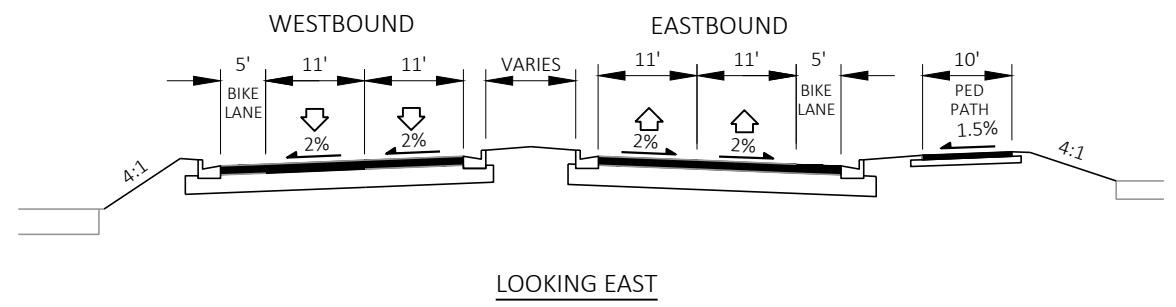 WESTBOUND
EASTBOUND
5' 11' 11' VARIES 11' 11' 5' 10'
BIKE
LANE
BIKE
LANE
PED
PATH
2% 2% 2% 2% 1.5%
4:1 4:1
LOOKING EAST